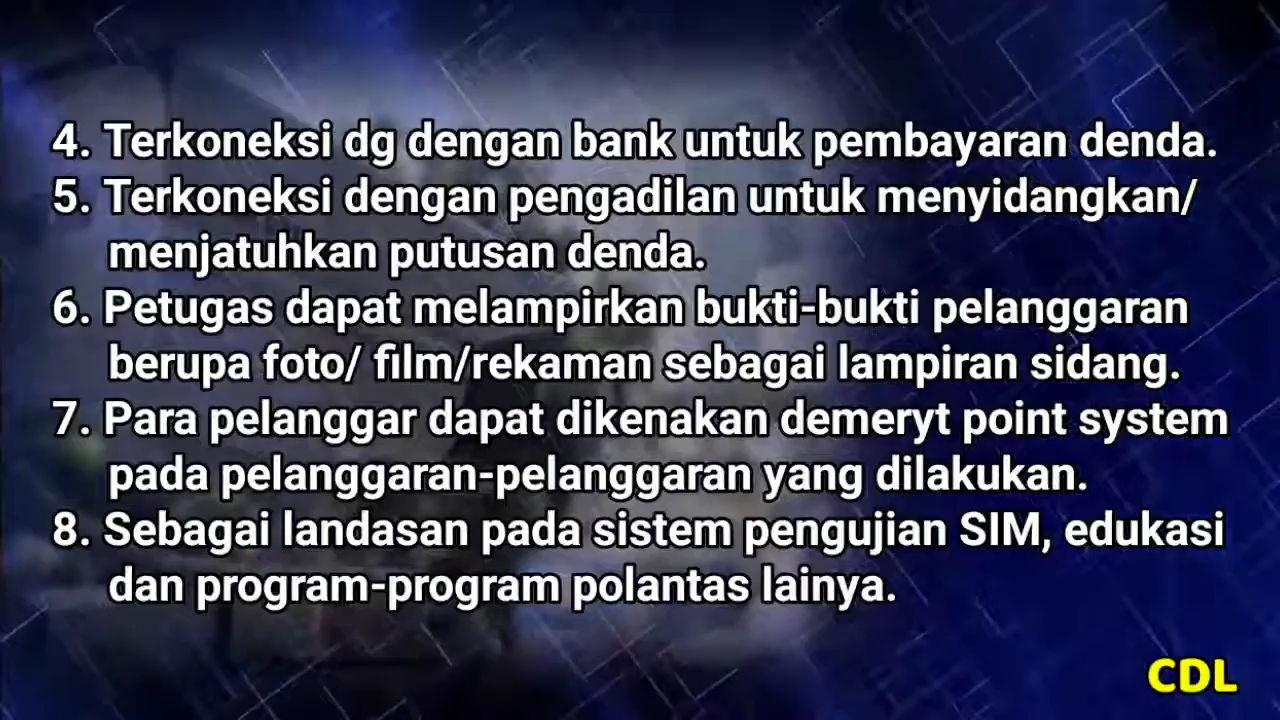 4. Terkoneksi dg dengan bank untuk pembayaran denda.
5. Terkoneksi dengan pengadilan untuk menyidangkan/
menjatuhkan putusan denda.
6. Petugas dapat melampirkan bukti-bukti pelanggaran
berupa foto/ film/rekaman sebagai lampiran sidang.
7. Para pelanggar dapat dikenakan demeryt point system
pada pelanggaran-pelanggaran yang dilakukan.
8. Sebagai landasan pada sistem pengujian SIM, edukasi
dan program-program polantas lainya.
CDL